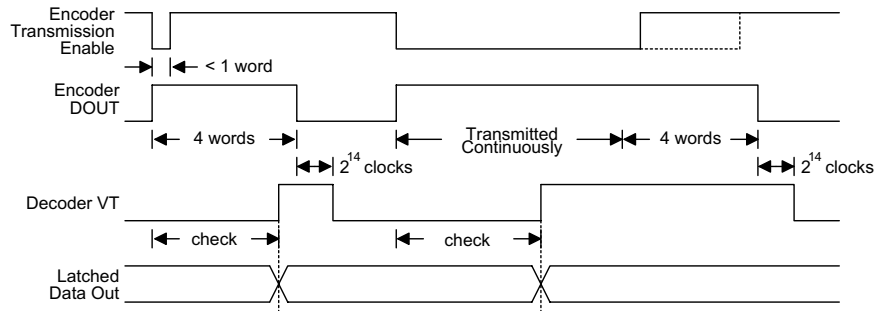 Encoder
Transmission
Enable
< 1 word
Encoder
DOUT
4 words
Transmitted
Continuously
4 words
2^14 clocks
2^14 clocks
Decoder VT
check
check
Latched
Data Out